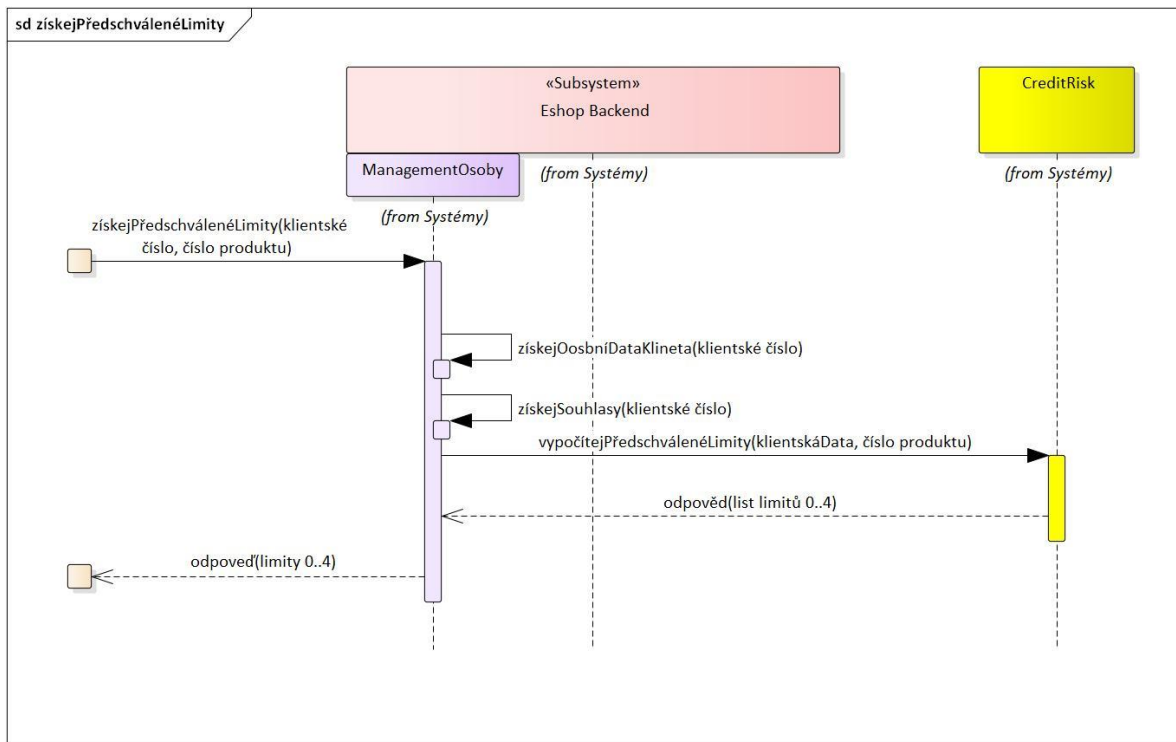 sd získejPředschválenéLimity
«Subsystem»
Eshop Backend
CreditRisk
ManagementOsoby
(from Systémy)
(from Systémy)
(from Systémy)
získejPředschválenéLimity(klientské
číslo, číslo produktu)
získejOosbníDataKlineta(klientské číslo)
získejSouhlasy(klientské číslo)
vypočítejPředschválenéLimity(klientskáData, číslo produktu)
odpověd(list limitů 0..4)
odpoveď(limity 0..4)